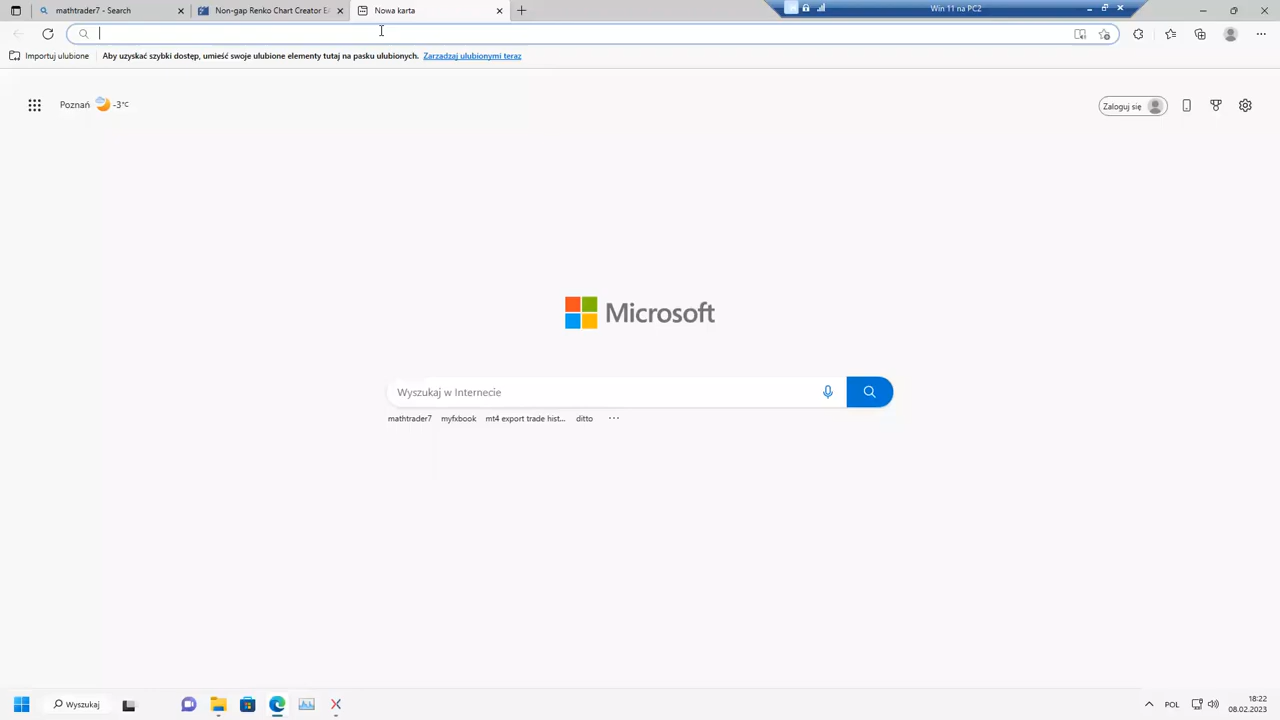 mathtrader7 - Search
Non-gap Renko Chart Creator Ed
Nowa karta
Win 11 na PC2
Importuj ulubione
Aby uzyskać szybki dostęp, umieść swoje ulubione elementy tutaj na pasku ulubionych. Zarządzaj ulubionymi teraz
Poznań -3°C
Zaloguj się
Microsoft
Wyszukaj w Internecie
mathtrader7 myfxbook mt4 export trade hist... ditto ...
Wyszukaj
POL
18:22
08.02.2023